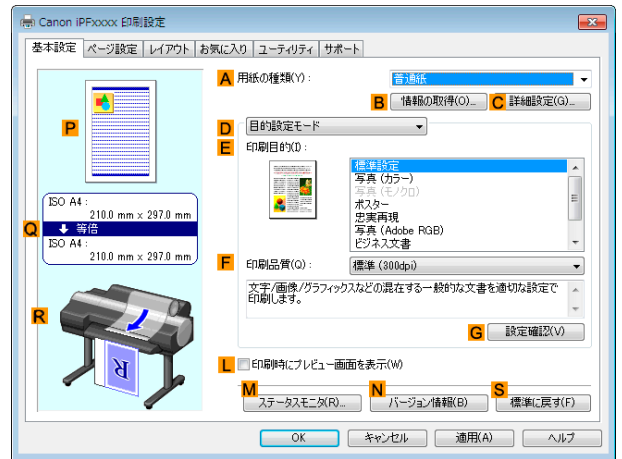 Canon iPFxxxx 印刷設定
基本設定 ページ設定 レイアウト お気に入り ユーティリティ サポート
A 用紙の種類(Y): 普通紙
B 情報の取得(O)... C 詳細設定(G)...
P
D 目的設定モード
E 印刷目的(I):
標準設定
写真 (カラー)
写真 (モノクロ)
ポスター
忠実再現
写真 (Adobe RGB)
ビジネス文書
ISO A4 :
210.0 mm x 297.0 mm
Q 等倍
ISO A4 :
210.0 mm x 297.0 mm
F 印刷品質(Q): 標準 (300dpi)
文字/画像/グラフィックスなどの混在する一般的な文書を適切な設定で
印刷します。
R
G 設定確認(V)
R
L 印刷時にプレビュー画面を表示(W)
M ステータスモニタ(R)... N バージョン情報(B) S 標準に戻す(F)
OK キャンセル 適用(A) ヘルプ